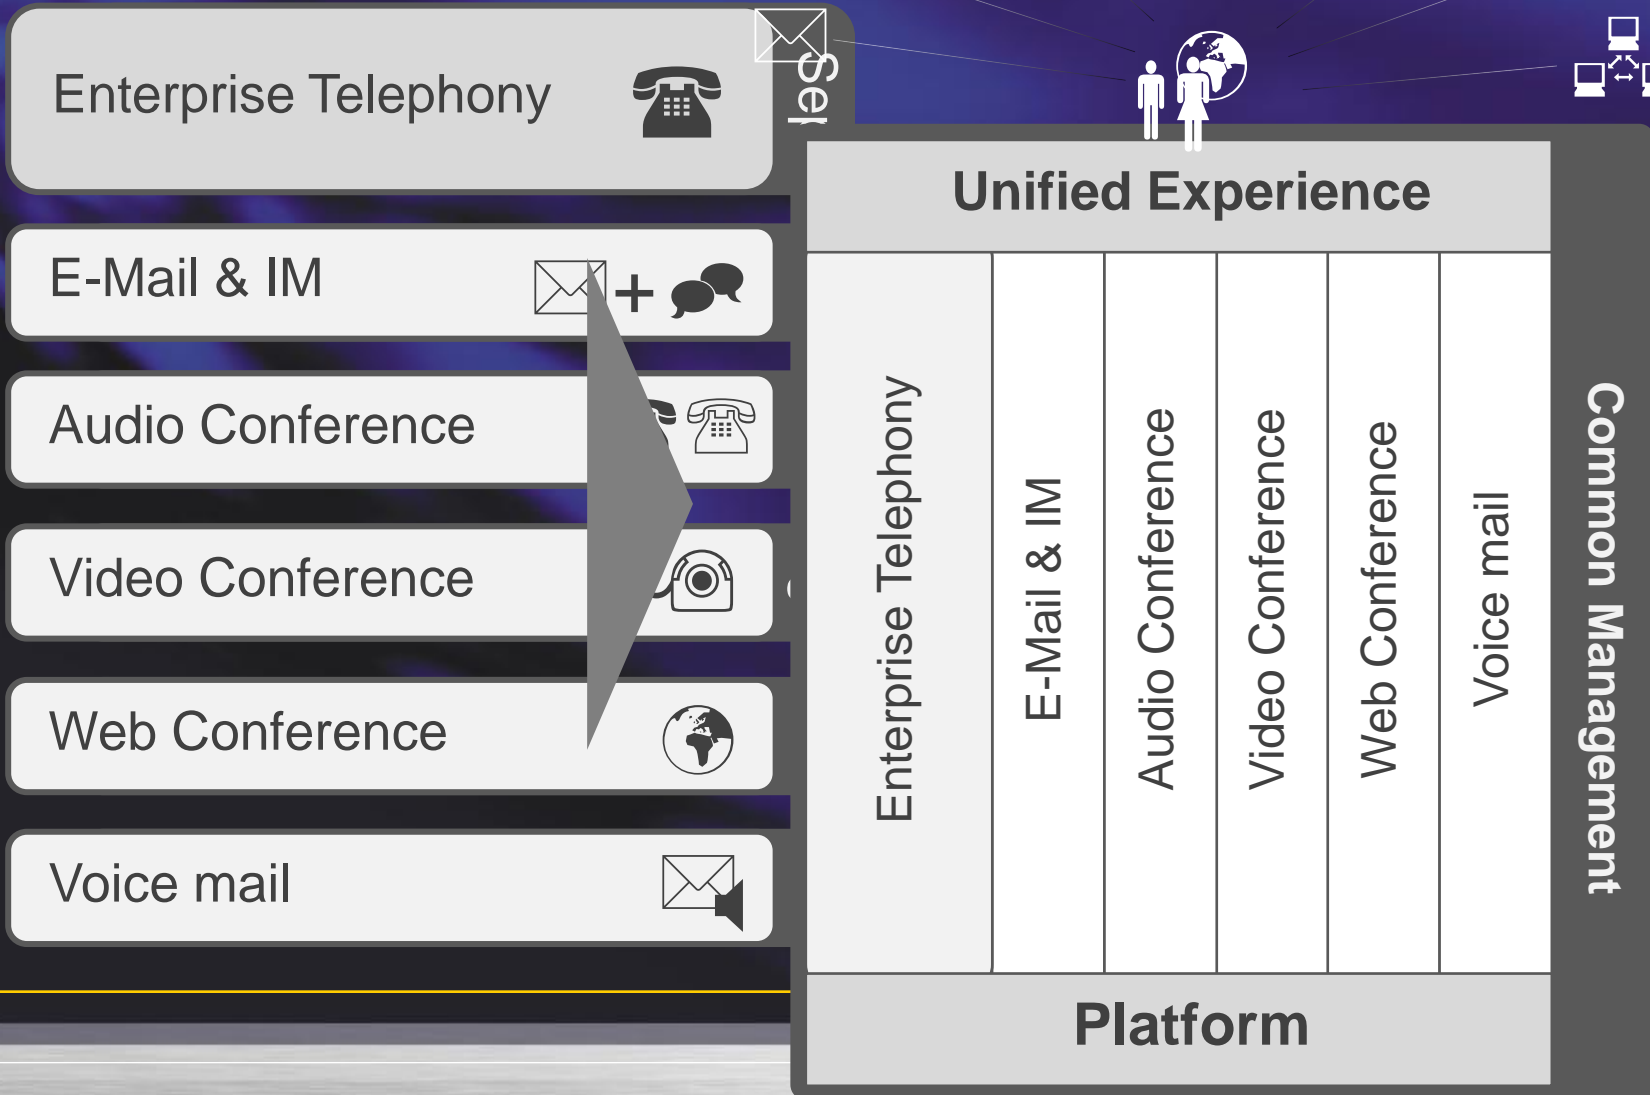 Enterprise Telephony
E-Mail & IM
+
Audio Conference
Video Conference
Web Conference
Voice mail
Unified Experience
Enterprise Telephony
E-Mail & IM
Audio Conference
Video Conference
Web Conference
Voice mail
Platform
Common Management